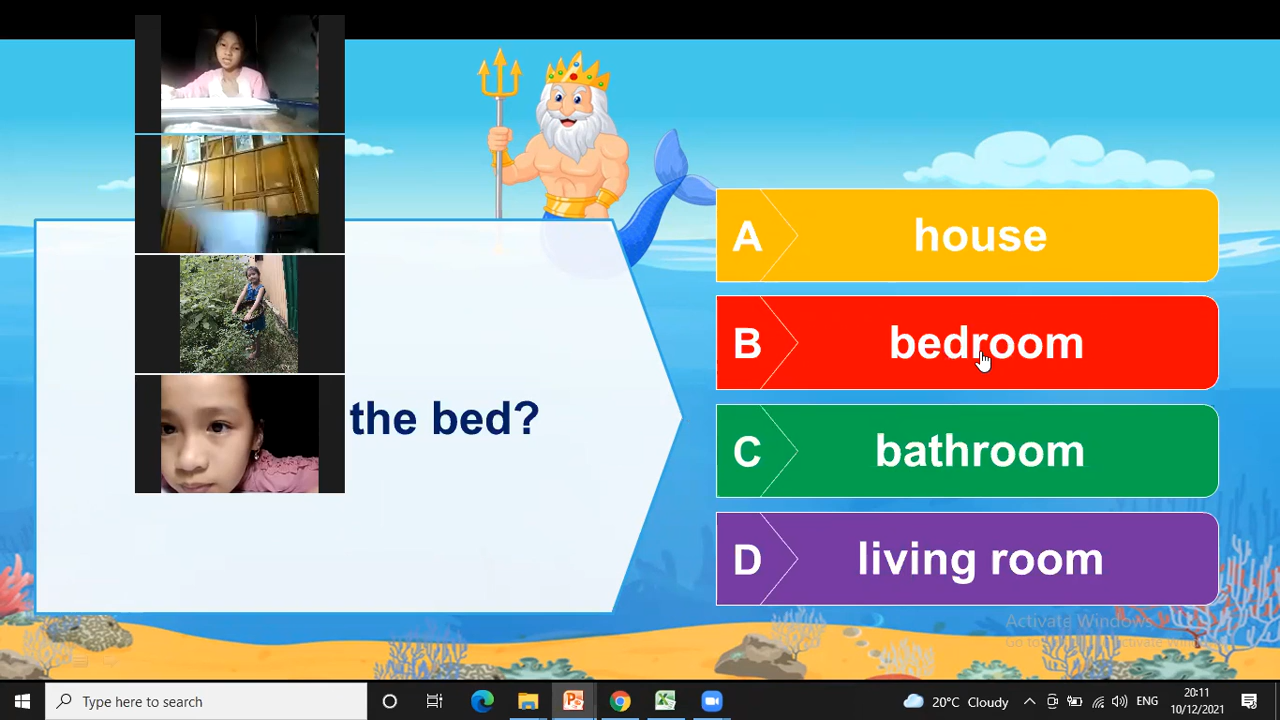 the bed?
A house
B bedroom
C bathroom
D living room
Activate Windows
Type here to search
20°C Cloudy
ENG
20:11
10/12/2021